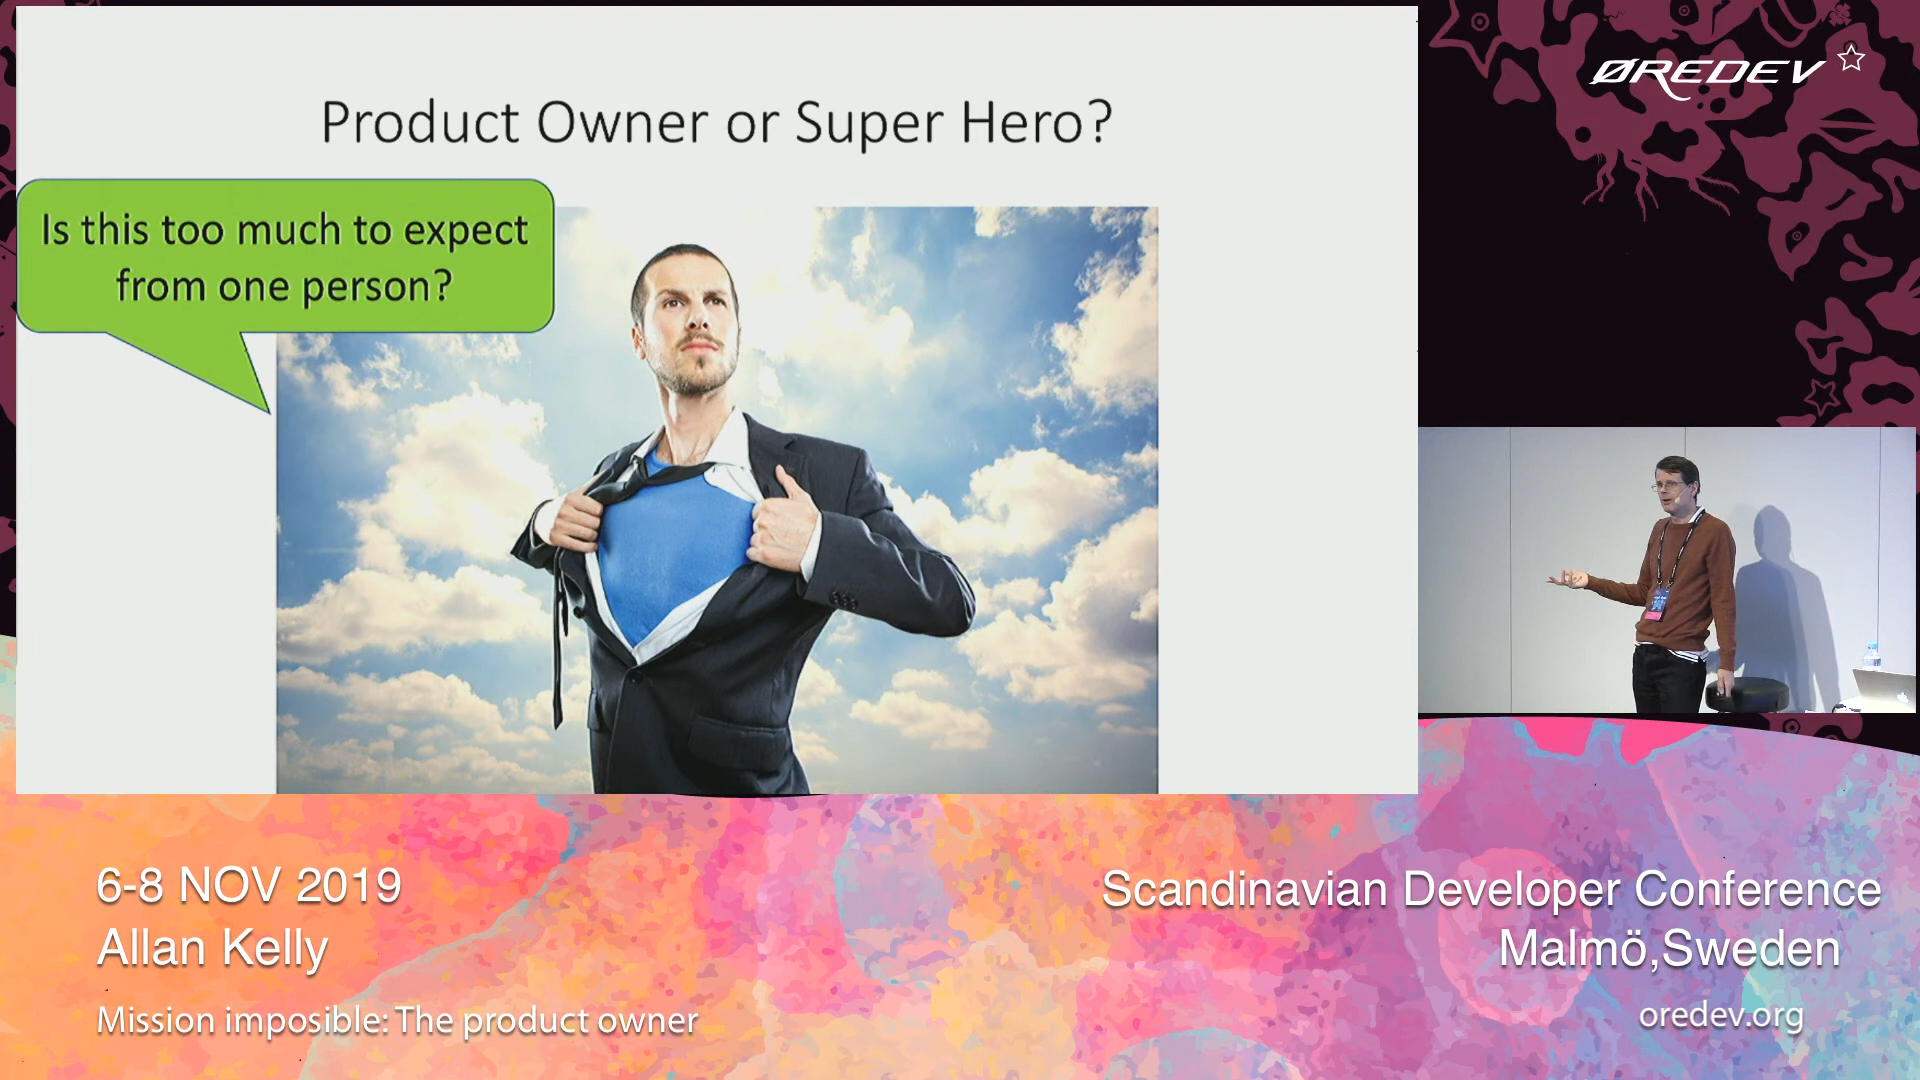 ØREDEV
Product Owner or Super Hero?
Is this too much to expect
from one person?
6-8 NOV 2019
Allan Kelly
Mission imposible: The product owner
Scandinavian Developer Conference
Malmö,Sweden
oredev.org